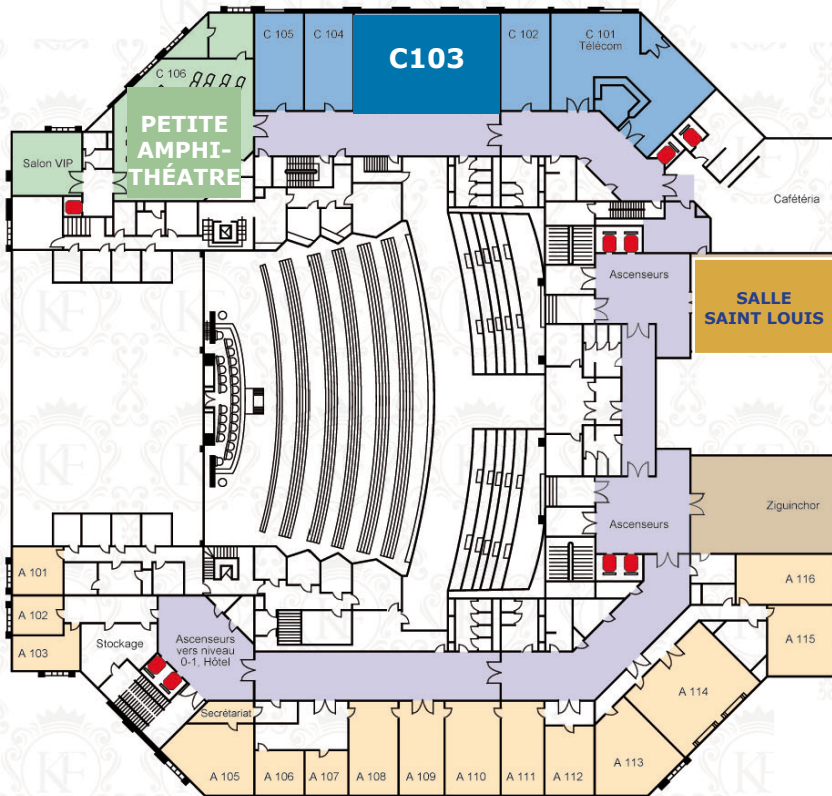 C 105
C 104
C103
C 102
C 101
Télécom
C 106
PETITE
AMPHI-
THÉATRE
Salon VIP
Cafétéria
Ascenseurs
SALLE
SAINT LOUIS
Ziguinchor
Ascenseurs
A 101
A 102
A 103
Stockage
Ascenseurs
vers niveau
0-1, Hôtel
A 116
A 115
A 114
Secrétariat
A 105
A 106
A 107
A 108
A 109
A 110
A 111
A 112
A 113
KF